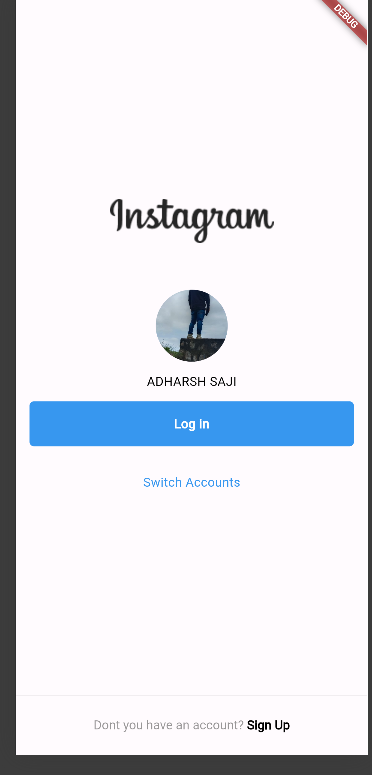 DEBUG
Instagram
ADHARSH SAJI
Log In
Switch Accounts
Dont you have an account? Sign Up